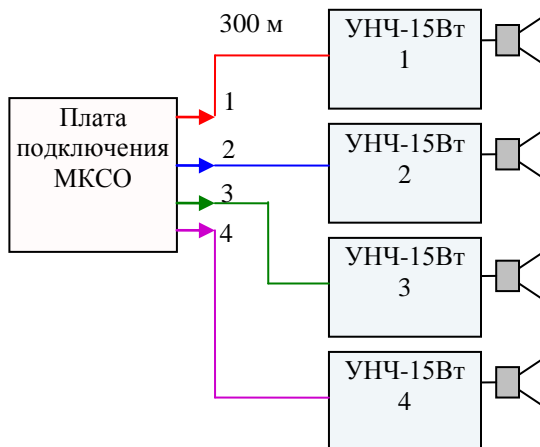 300 м
УНЧ-15Вт
1
Плата
подключения
МКСО
1
2
3
4
УНЧ-15Вт
2
УНЧ-15Вт
3
УНЧ-15Вт
4